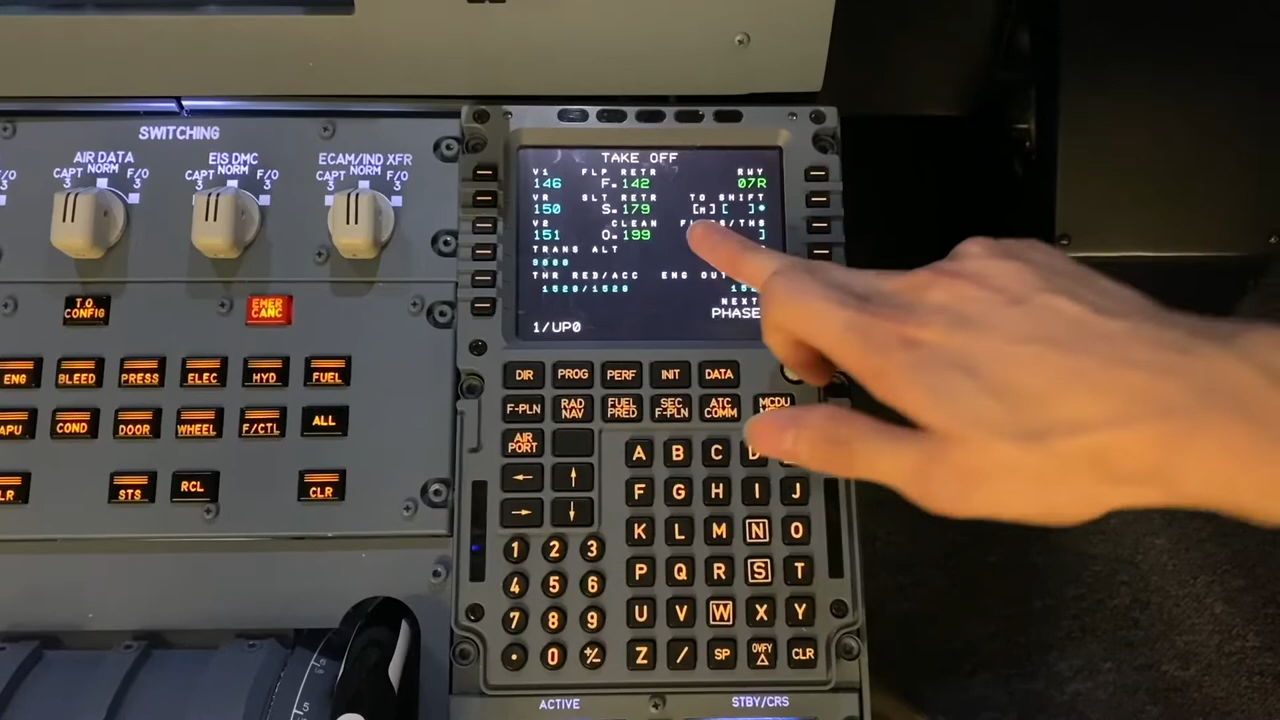 SWITCHING
AIR DATA
EIS DMC
ECAM/IND XFR
CAPT NORM F/O
CAPT NORM F/O
CAPT NORM F/O
F/O
3
3
3
3
3
3
3
T.O. CONFIG
EMER CANC
ENG
BLEED
PRESS
ELEC
HYD
FUEL
APU
COND
DOOR
WHEEL
F/CTL
ALL
STS
RCL
CLR
TAKE OFF
V1 FLP RETR RWY
146 F=142 07R
VR SLT RETR TO SHIFT
150 S=179 [M][ ]*
V2 CLEAN
151 O=199 ]
TRANS ALT
9000
THR RED/ACC ENG OUT
1520/1520
NEXT
1/UP0 PHASE
DIR
PROG
PERF
INIT
DATA
F-PLN
RAD NAV
FUEL PRED
SEC F-PLN
ATC COMM
MCDU
AIR PORT
← ↑
→ ↓
A B C D
F G H I J
K L M N O
P Q R S T
U V W X Y
Z / SP OVFY △ CLR
1 2 3
4 5 6
7 8 9
. 0 +/-
5
ACTIVE
STBY/CRS